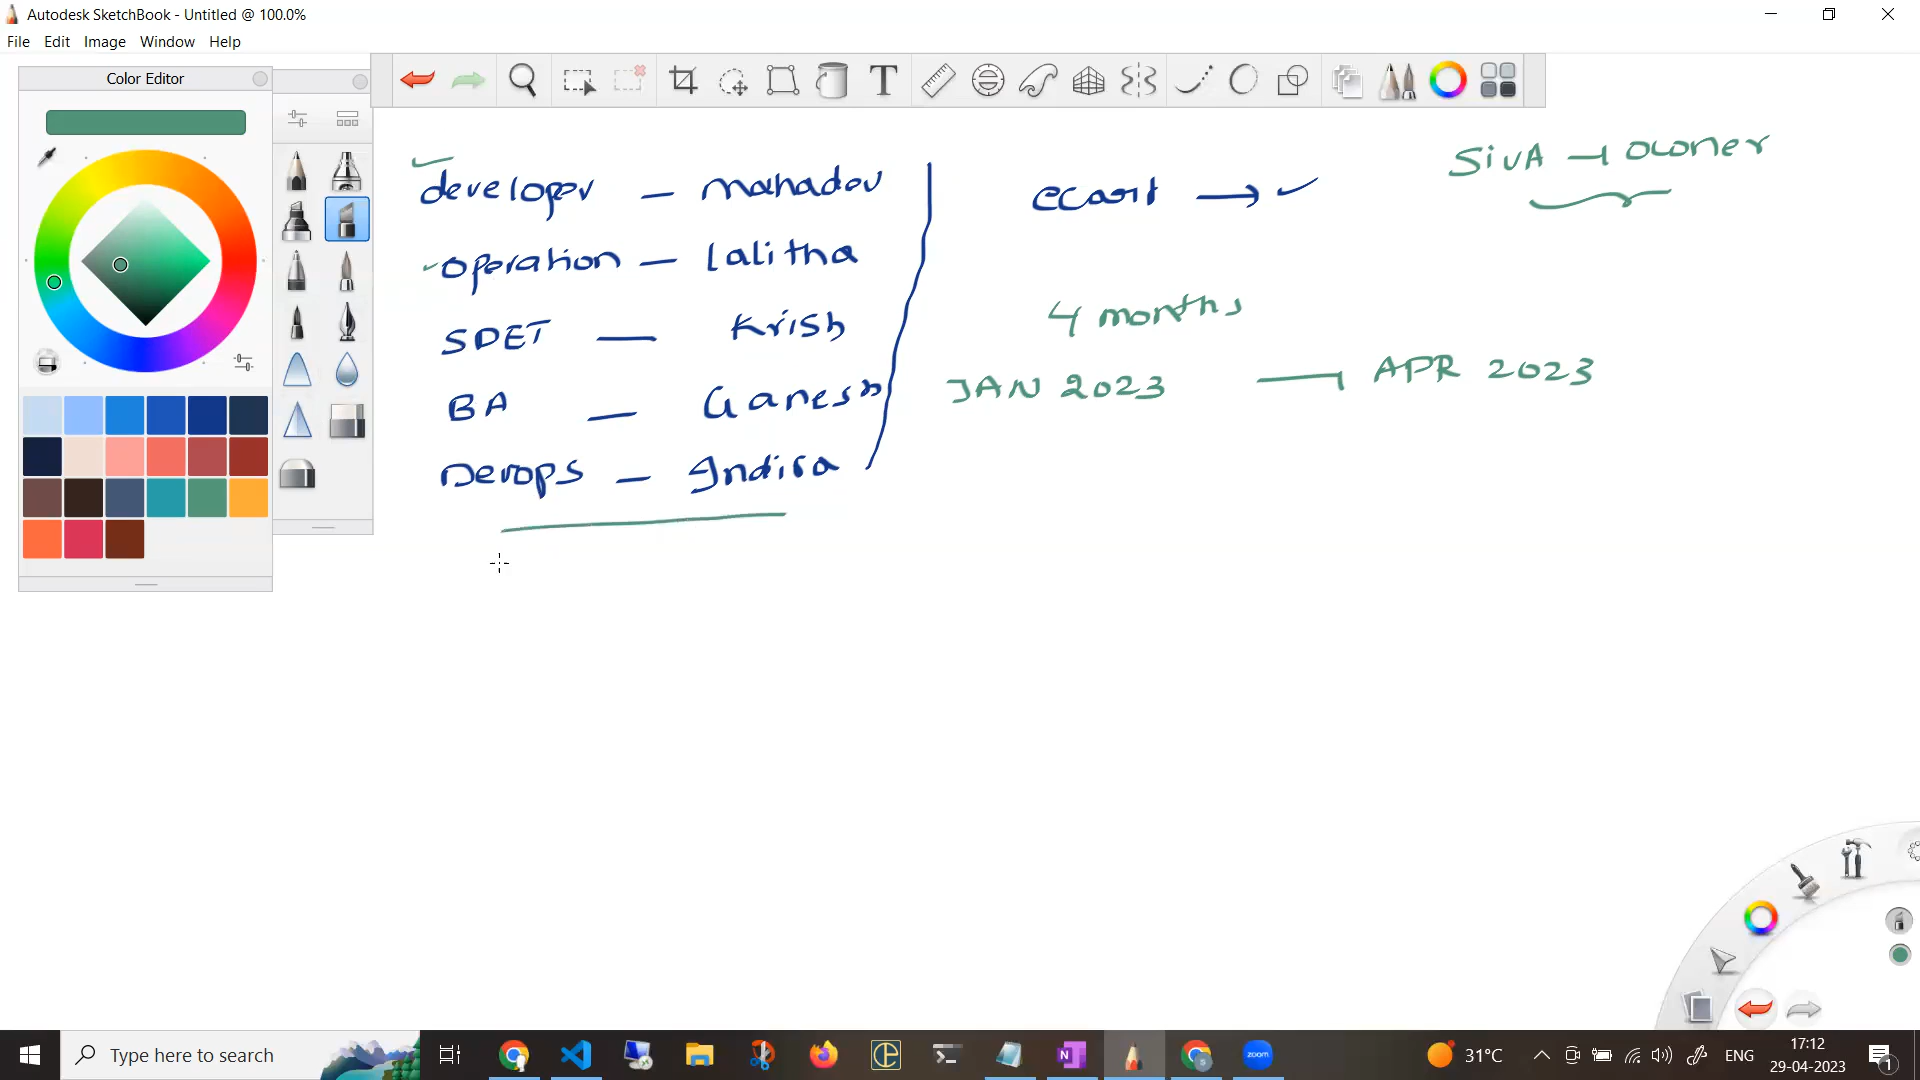 Autodesk SketchBook - Untitled @ 100.0%
File Edit Image Window Help
Color Editor
T
developer — mahadev
operation — lalitha
SDET — Krish
BA — Ganesh
Devops — Indira
ecart → ✓
SivA → owner
4 months
JAN 2023 — APR 2023
Type here to search
zoom
31°C
ENG
17:12
29-04-2023
1